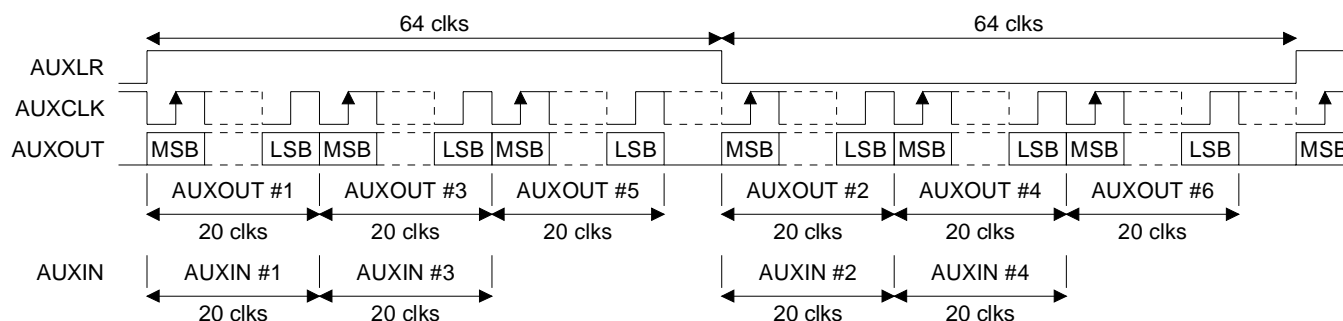 64 clks 64 clks
AUXLR
AUXCLK
AUXOUT MSB LSB MSB LSB MSB LSB MSB LSB MSB LSB MSB LSB MSB
AUXOUT #1 AUXOUT #3 AUXOUT #5 AUXOUT #2 AUXOUT #4 AUXOUT #6
20 clks 20 clks 20 clks 20 clks 20 clks 20 clks
AUXIN AUXIN #1 AUXIN #3 AUXIN #2 AUXIN #4
20 clks 20 clks 20 clks 20 clks